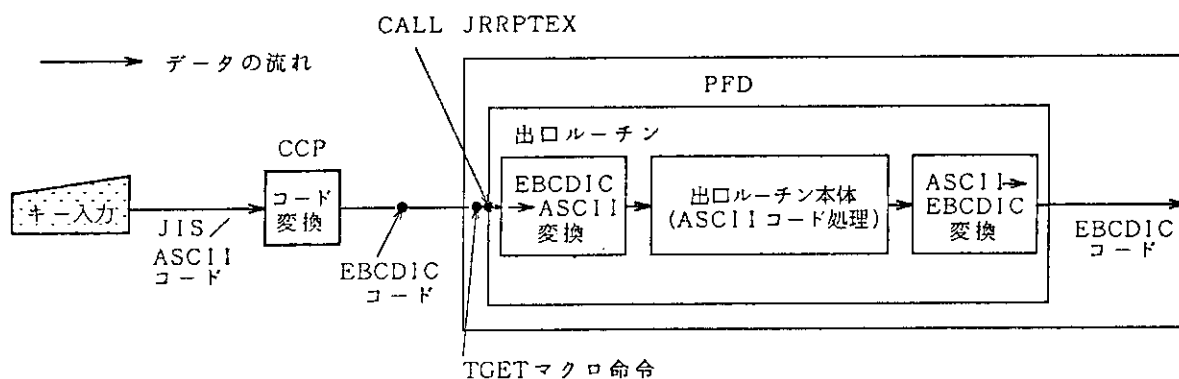 CALL JRRPTEX
データの流れ
PFD
出口ルーチン
CCP
キー入力
コード
変換
EBCDIC
→ASCII
変換
出口ルーチン本体
(ASCIIコード処理)
ASCII→
EBCDIC
変換
JIS/
ASCII
コード
EBCDIC
コード
EBCDIC
コード
TGETマクロ命令